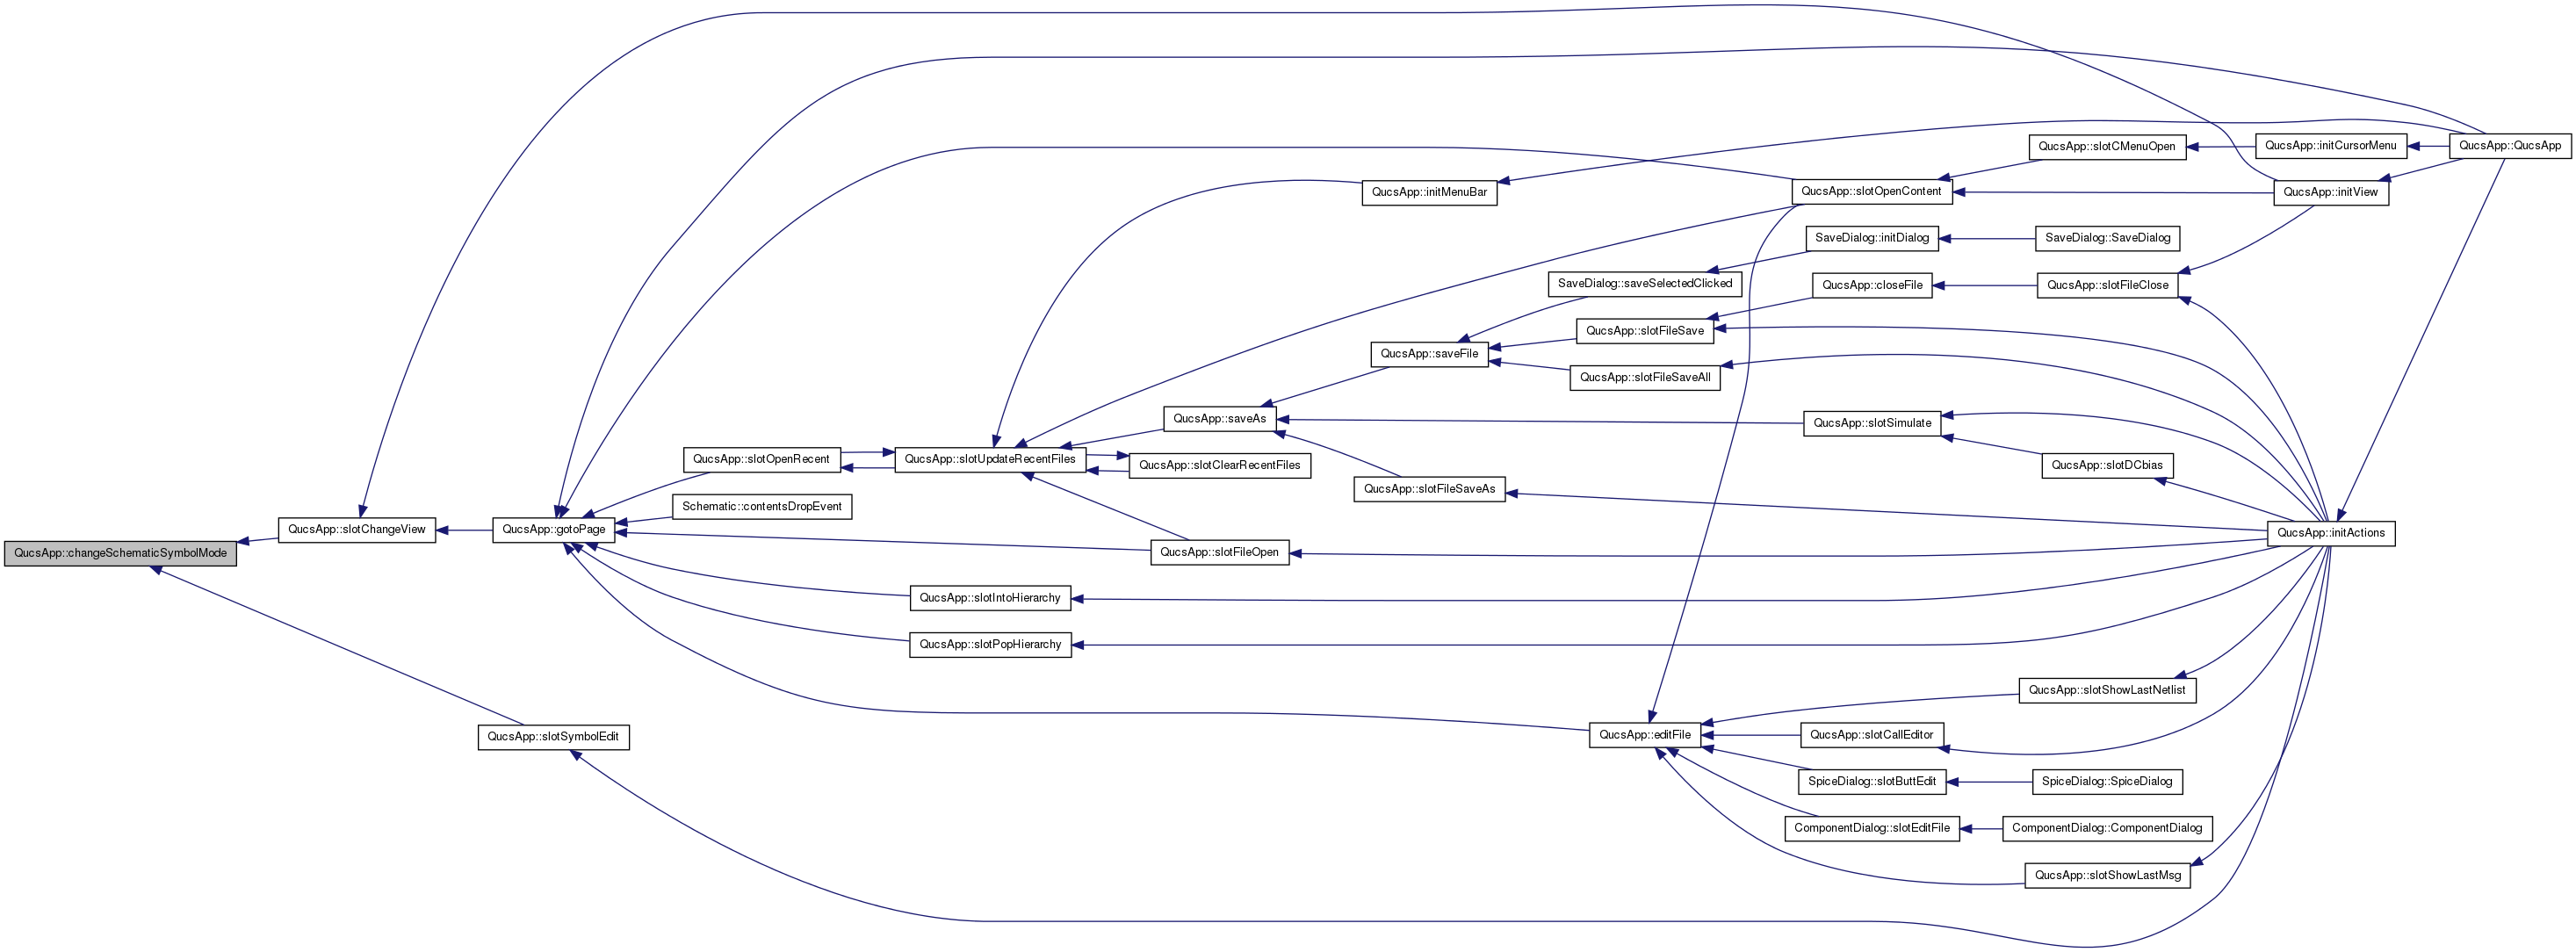 QucsApp::changeSchematicSymbolMode
QucsApp::slotChangeView
QucsApp::slotSymbolEdit
QucsApp::gotoPage
QucsApp::slotOpenRecent
Schematic::contentsDropEvent
QucsApp::slotUpdateRecentFiles
QucsApp::slotIntoHierarchy
QucsApp::slotPopHierarchy
QucsApp::saveAs
QucsApp::slotClearRecentFiles
QucsApp::slotFileOpen
QucsApp::initMenuBar
QucsApp::saveFile
QucsApp::slotFileSaveAs
SaveDialog::saveSelectedClicked
QucsApp::slotFileSave
QucsApp::slotFileSaveAll
QucsApp::editFile
QucsApp::slotOpenContent
SaveDialog::initDialog
QucsApp::closeFile
QucsApp::slotSimulate
QucsApp::slotCallEditor
SpiceDialog::slotButtEdit
ComponentDialog::slotEditFile
QucsApp::slotCMenuOpen
SaveDialog::SaveDialog
QucsApp::slotFileClose
QucsApp::slotDCbias
QucsApp::slotShowLastNetlist
SpiceDialog::SpiceDialog
ComponentDialog::ComponentDialog
QucsApp::slotShowLastMsg
QucsApp::initCursorMenu
QucsApp::initView
QucsApp::initActions
QucsApp::QucsApp